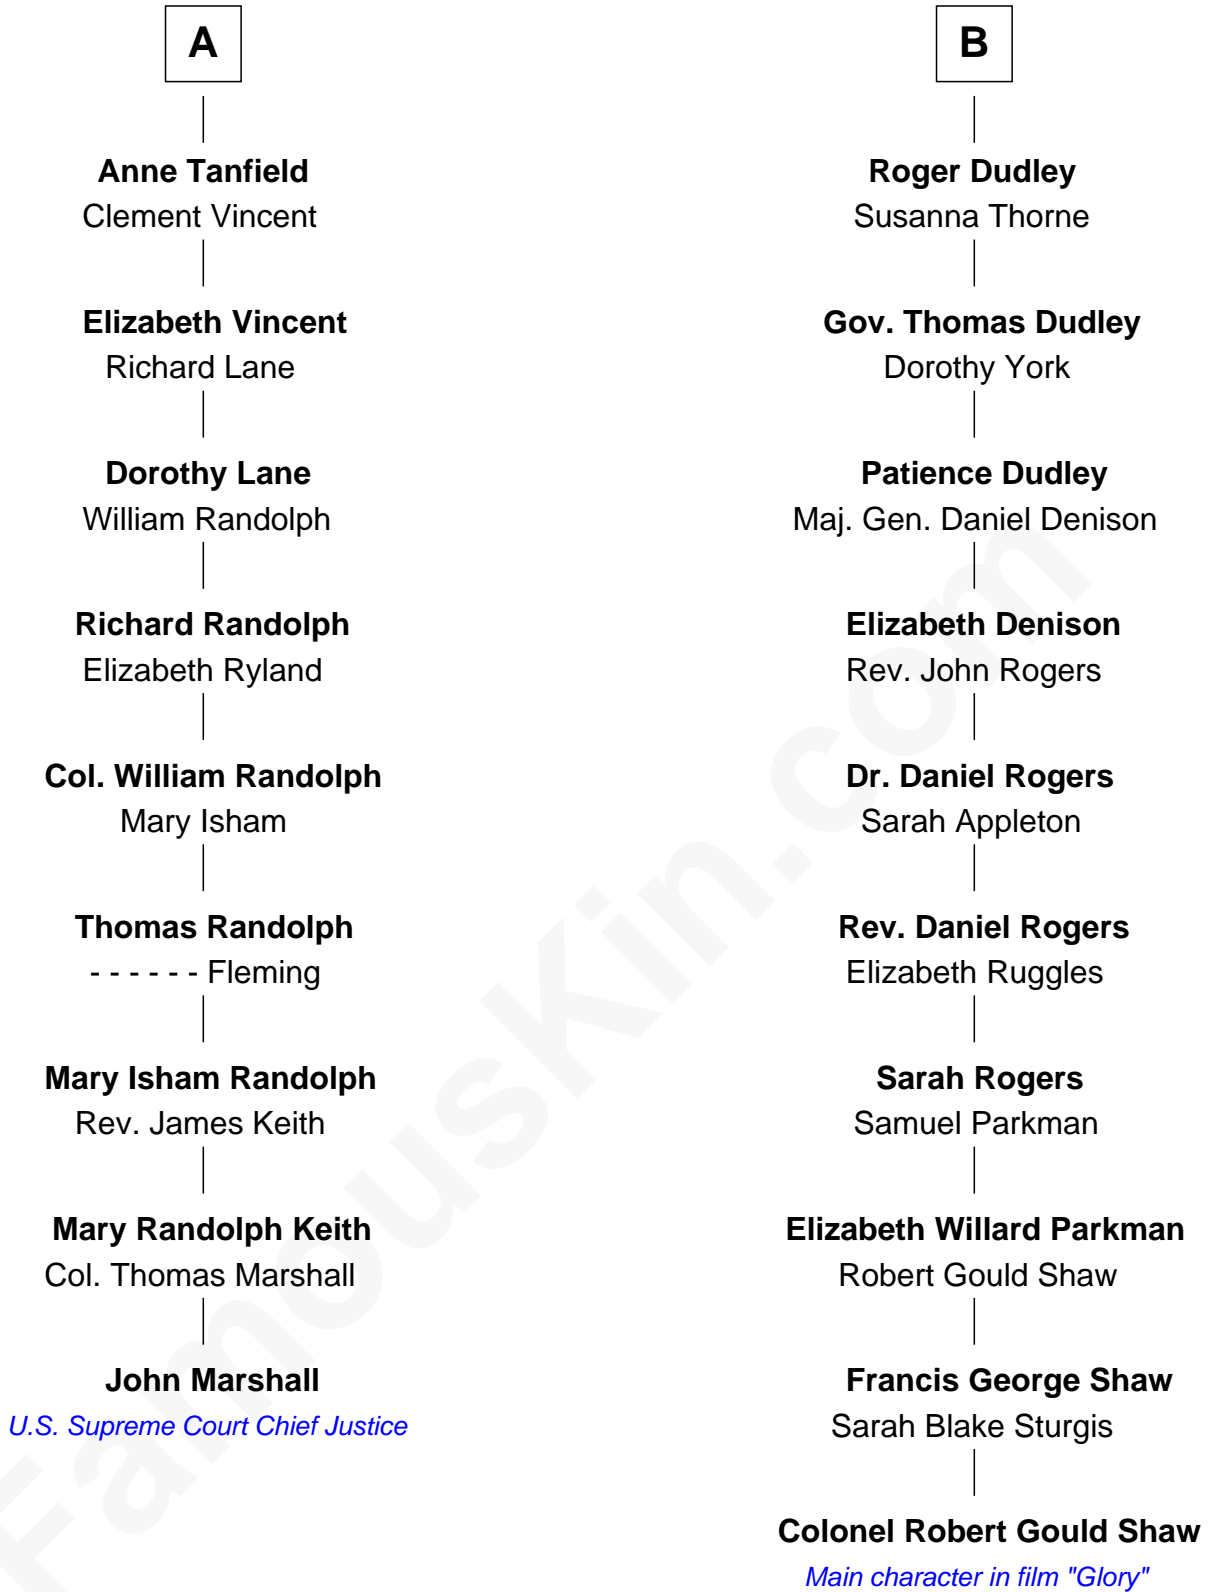 A
Anne Tanfield
Clement Vincent
Elizabeth Vincent
Richard Lane
Dorothy Lane
William Randolph
Richard Randolph
Elizabeth Ryland
Col. William Randolph
Mary Isham
Thomas Randolph
- - - - - - Fleming
Mary Isham Randolph
Rev. James Keith
Mary Randolph Keith
Col. Thomas Marshall
John Marshall
U.S. Supreme Court Chief Justice
B
Roger Dudley
Susanna Thorne
Gov. Thomas Dudley
Dorothy York
Patience Dudley
Maj. Gen. Daniel Denison
Elizabeth Denison
Rev. John Rogers
Dr. Daniel Rogers
Sarah Appleton
Rev. Daniel Rogers
Elizabeth Ruggles
Sarah Rogers
Samuel Parkman
Elizabeth Willard Parkman
Robert Gould Shaw
Francis George Shaw
Sarah Blake Sturgis
Colonel Robert Gould Shaw
Main character in film "Glory"
FamousKin.com